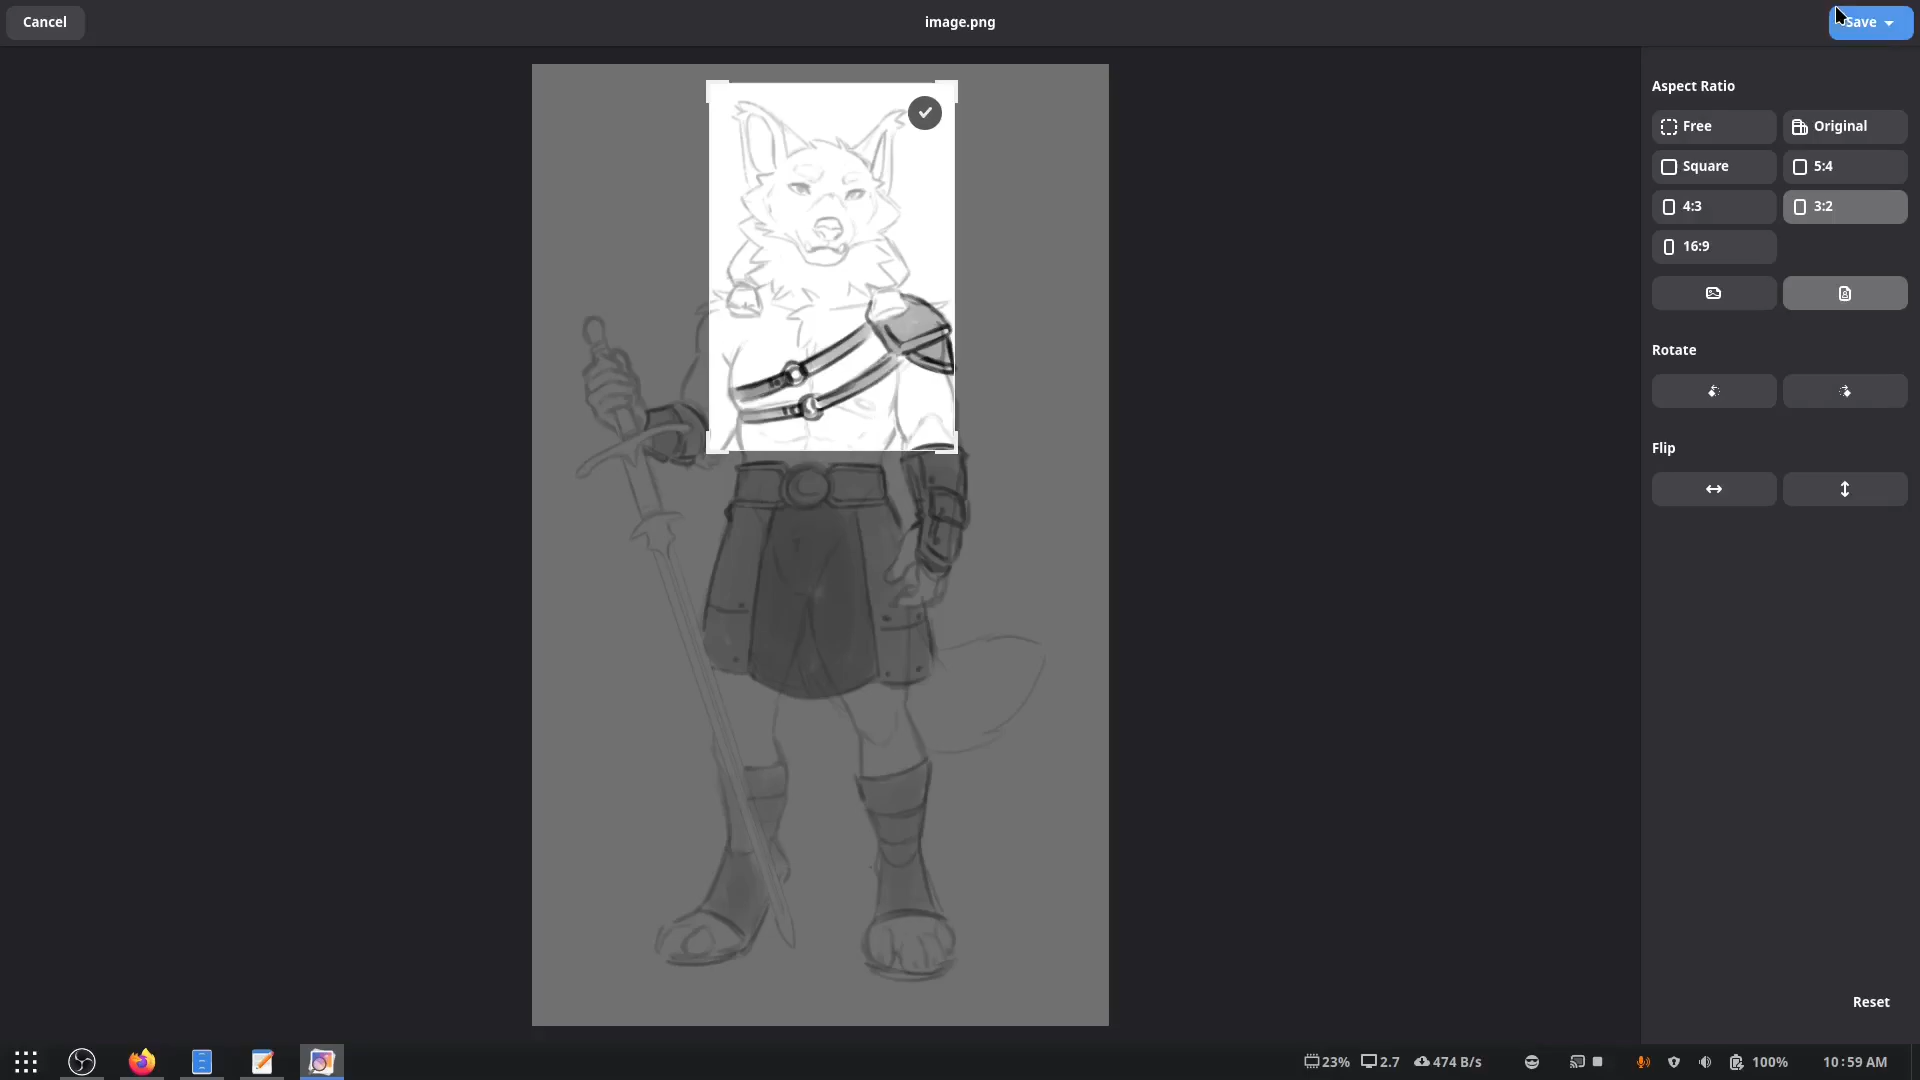 Cancel
image.png
Save
Aspect Ratio
Free
Original
Square
5:4
4:3
3:2
16:9
Rotate
Flip
Reset
23%
2.7
474 B/s
100%
10:59 AM